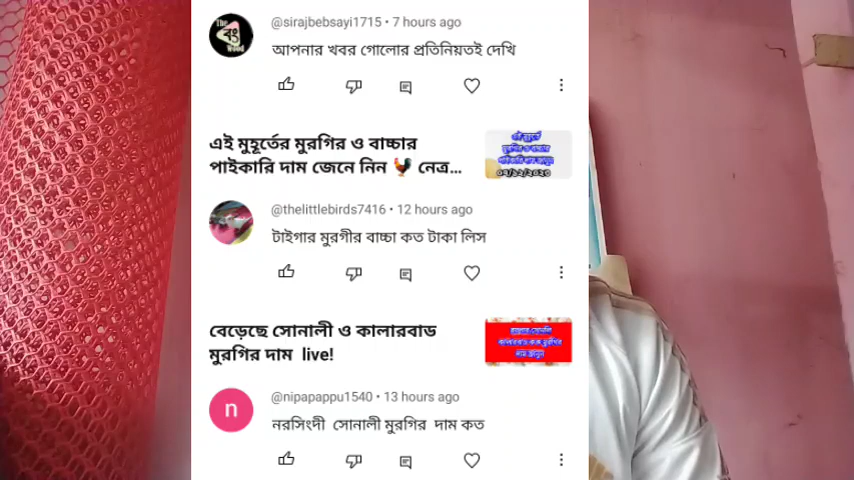 @sirajbebsayi1715 • 7 hours ago
আপনার খবর গোলোর প্রতিনিয়তই দেখি
এই মুহূর্তের মুরগির ও বাচ্চার
পাইকারি দাম জেনে নিন 🐓 নেত্র...
@thelittlebirds7416 • 12 hours ago
টাইগার মুরগীর বাচ্চা কত টাকা লিস
বেড়েছে সোনালী ও কালারবাড
মুরগির দাম live!
@nipapappu1540 • 13 hours ago
n
নরসিংদী সোনালী মুরগির দাম কত